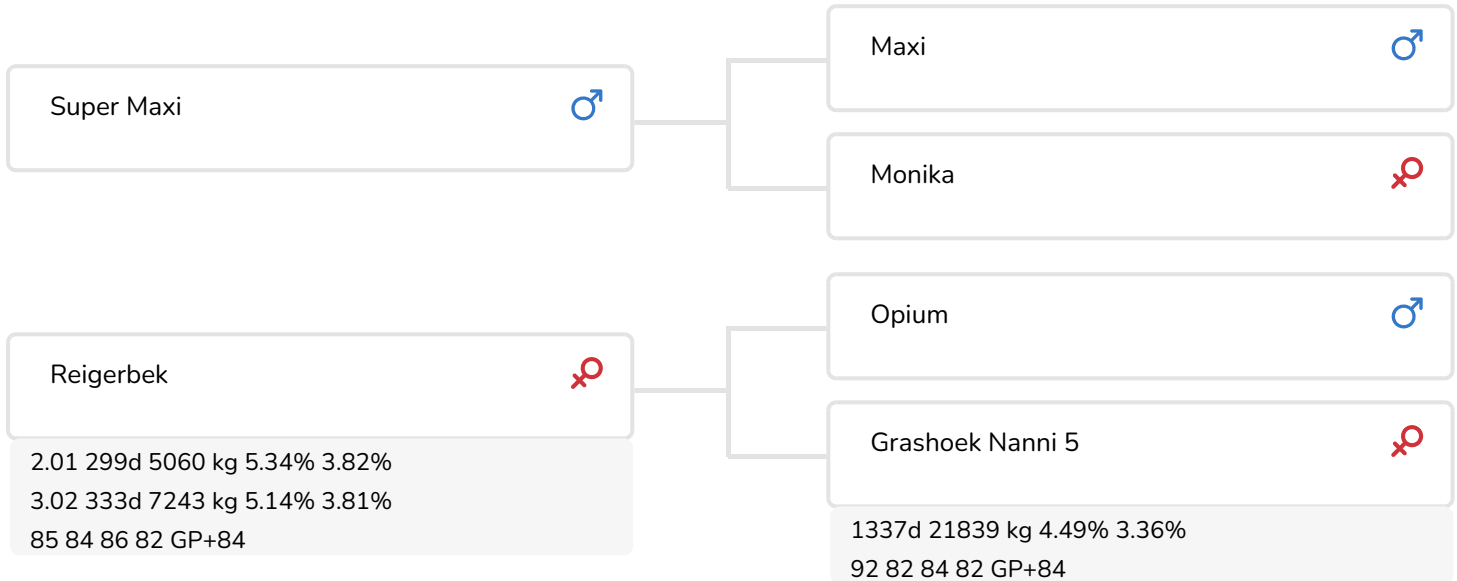 Super Maxi
Maxi
Monika
Reigerbek
2.01 299d 5060 kg 5.34% 3.82%
3.02 333d 7243 kg 5.14% 3.81%
85 84 86 82 GP+84
Opium
Grashoek Nanni 5
1337d 21839 kg 4.49% 3.36%
92 82 84 82 GP+84